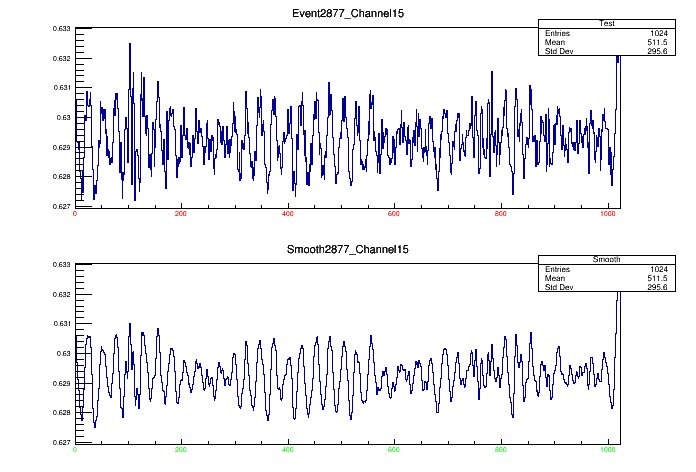 Event2877_Channel15
Test
Entries 1024
Mean 511.5
Std Dev 295.6
0.633
0.632
0.631
0.63
0.629
0.628
0.627
0 200 400 600 800 1000
Smooth2877_Channel15
Smooth
Entries 1024
Mean 511.5
Std Dev 295.6
0.633
0.632
0.631
0.63
0.629
0.628
0.627
0 200 400 600 800 1000